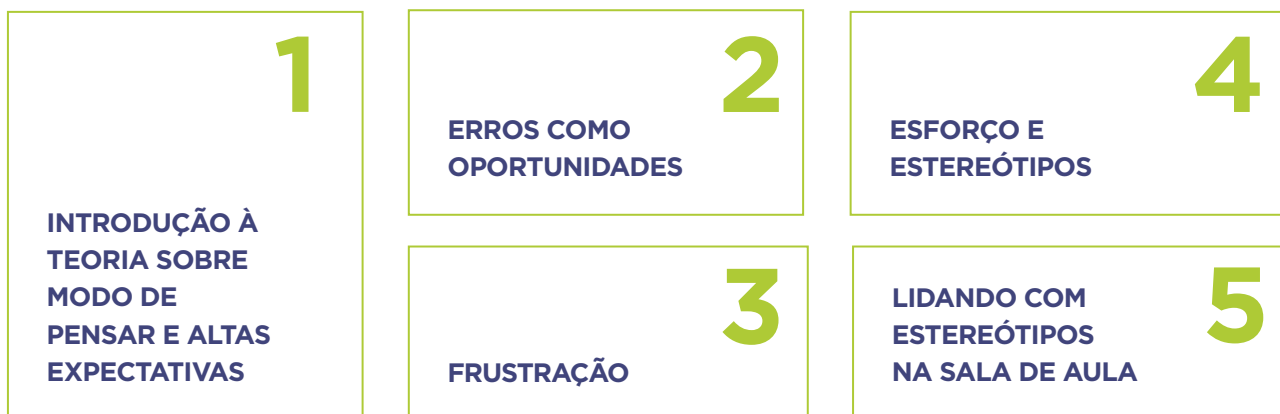 1
INTRODUÇÃO À
TEORIA SOBRE
MODO DE
PENSAR E ALTAS
EXPECTATIVAS
2
ERROS COMO
OPORTUNIDADES
3
FRUSTRAÇÃO
4
ESFORÇO E
ESTEREÓTIPOS
5
LIDANDO COM
ESTEREÓTIPOS
NA SALA DE AULA